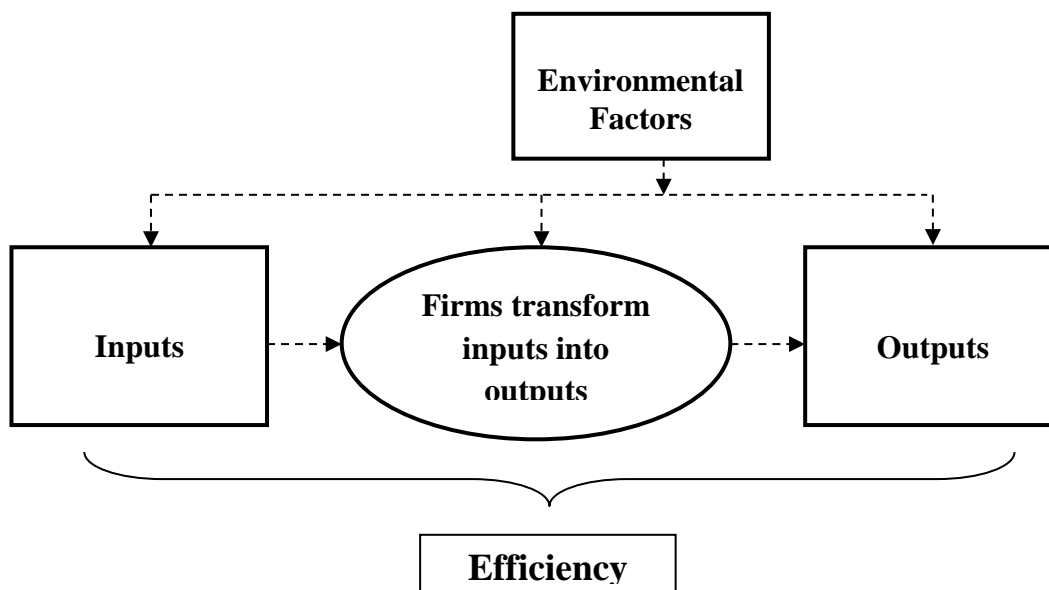 Environmental
Factors
Firms transform
inputs into
outputs
Inputs
Outputs
Efficiency